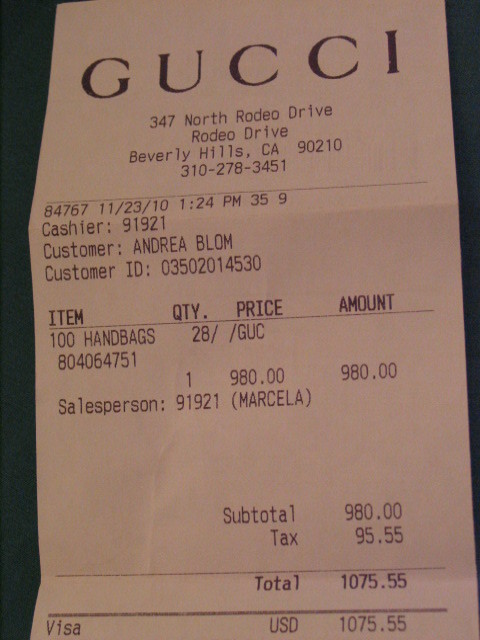 GUCCI
347 North Rodeo Drive
Rodeo Drive
Beverly Hills, CA 90210
310-278-3451
84767 11/23/10 1:24 PM 35 9
Cashier: 91921
Customer: ANDREA BLOM
Customer ID: 03502014530
ITEM QTY. PRICE AMOUNT
100 HANDBAGS 28/ /GUC
804064751
1 980.00 980.00
Salesperson: 91921 (MARCELA)
Subtotal 980.00
Tax 95.55
Total 1075.55
Visa USD 1075.55